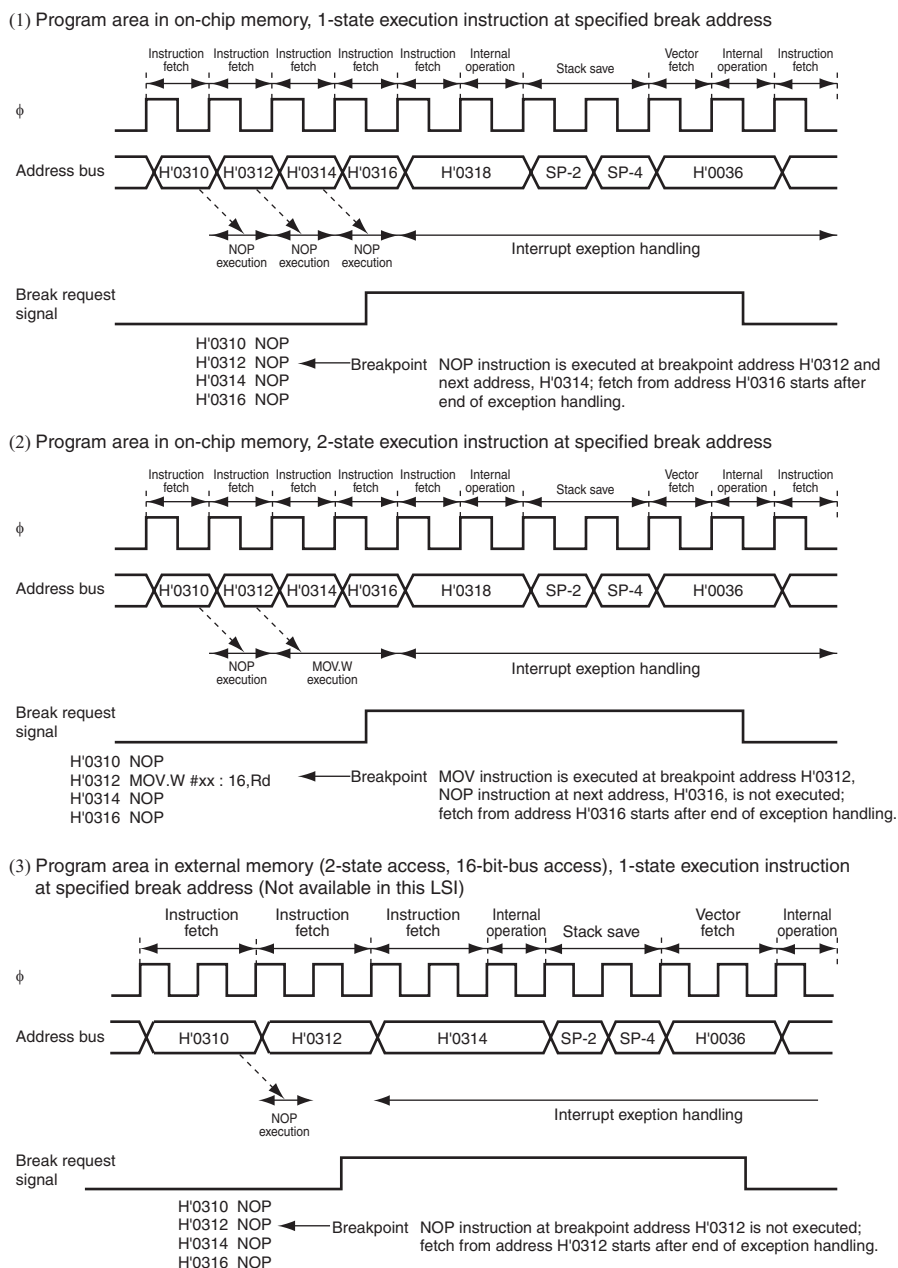 (1) Program area in on-chip memory, 1-state execution instruction at specified break address
Instruction fetch Instruction fetch Instruction fetch Instruction fetch Instruction fetch Internal operation Stack save Vector fetch Internal operation Instruction fetch
ϕ
Address bus H'0310 H'0312 H'0314 H'0316 H'0318 SP-2 SP-4 H'0036
NOP execution NOP execution NOP execution Interrupt exeption handling
Break request signal
H'0310 NOP
H'0312 NOP Breakpoint NOP instruction is executed at breakpoint address H'0312 and
H'0314 NOP next address, H'0314; fetch from address H'0316 starts after
H'0316 NOP end of exception handling.
(2) Program area in on-chip memory, 2-state execution instruction at specified break address
Instruction fetch Instruction fetch Instruction fetch Instruction fetch Instruction fetch Internal operation Stack save Vector fetch Internal operation Instruction fetch
ϕ
Address bus H'0310 H'0312 H'0314 H'0316 H'0318 SP-2 SP-4 H'0036
NOP execution MOV.W execution Interrupt exeption handling
Break request signal
H'0310 NOP
H'0312 MOV.W #xx : 16,Rd Breakpoint MOV instruction is executed at breakpoint address H'0312,
H'0314 NOP NOP instruction at next address, H'0316, is not executed;
H'0316 NOP fetch from address H'0316 starts after end of exception handling.
(3) Program area in external memory (2-state access, 16-bit-bus access), 1-state execution instruction
at specified break address (Not available in this LSI)
Instruction fetch Instruction fetch Instruction fetch Internal operation Stack save Vector fetch Internal operation
ϕ
Address bus H'0310 H'0312 H'0314 SP-2 SP-4 H'0036
NOP execution Interrupt exeption handling
Break request signal
H'0310 NOP
H'0312 NOP Breakpoint NOP instruction at breakpoint address H'0312 is not executed;
H'0314 NOP fetch from address H'0312 starts after end of exception handling.
H'0316 NOP